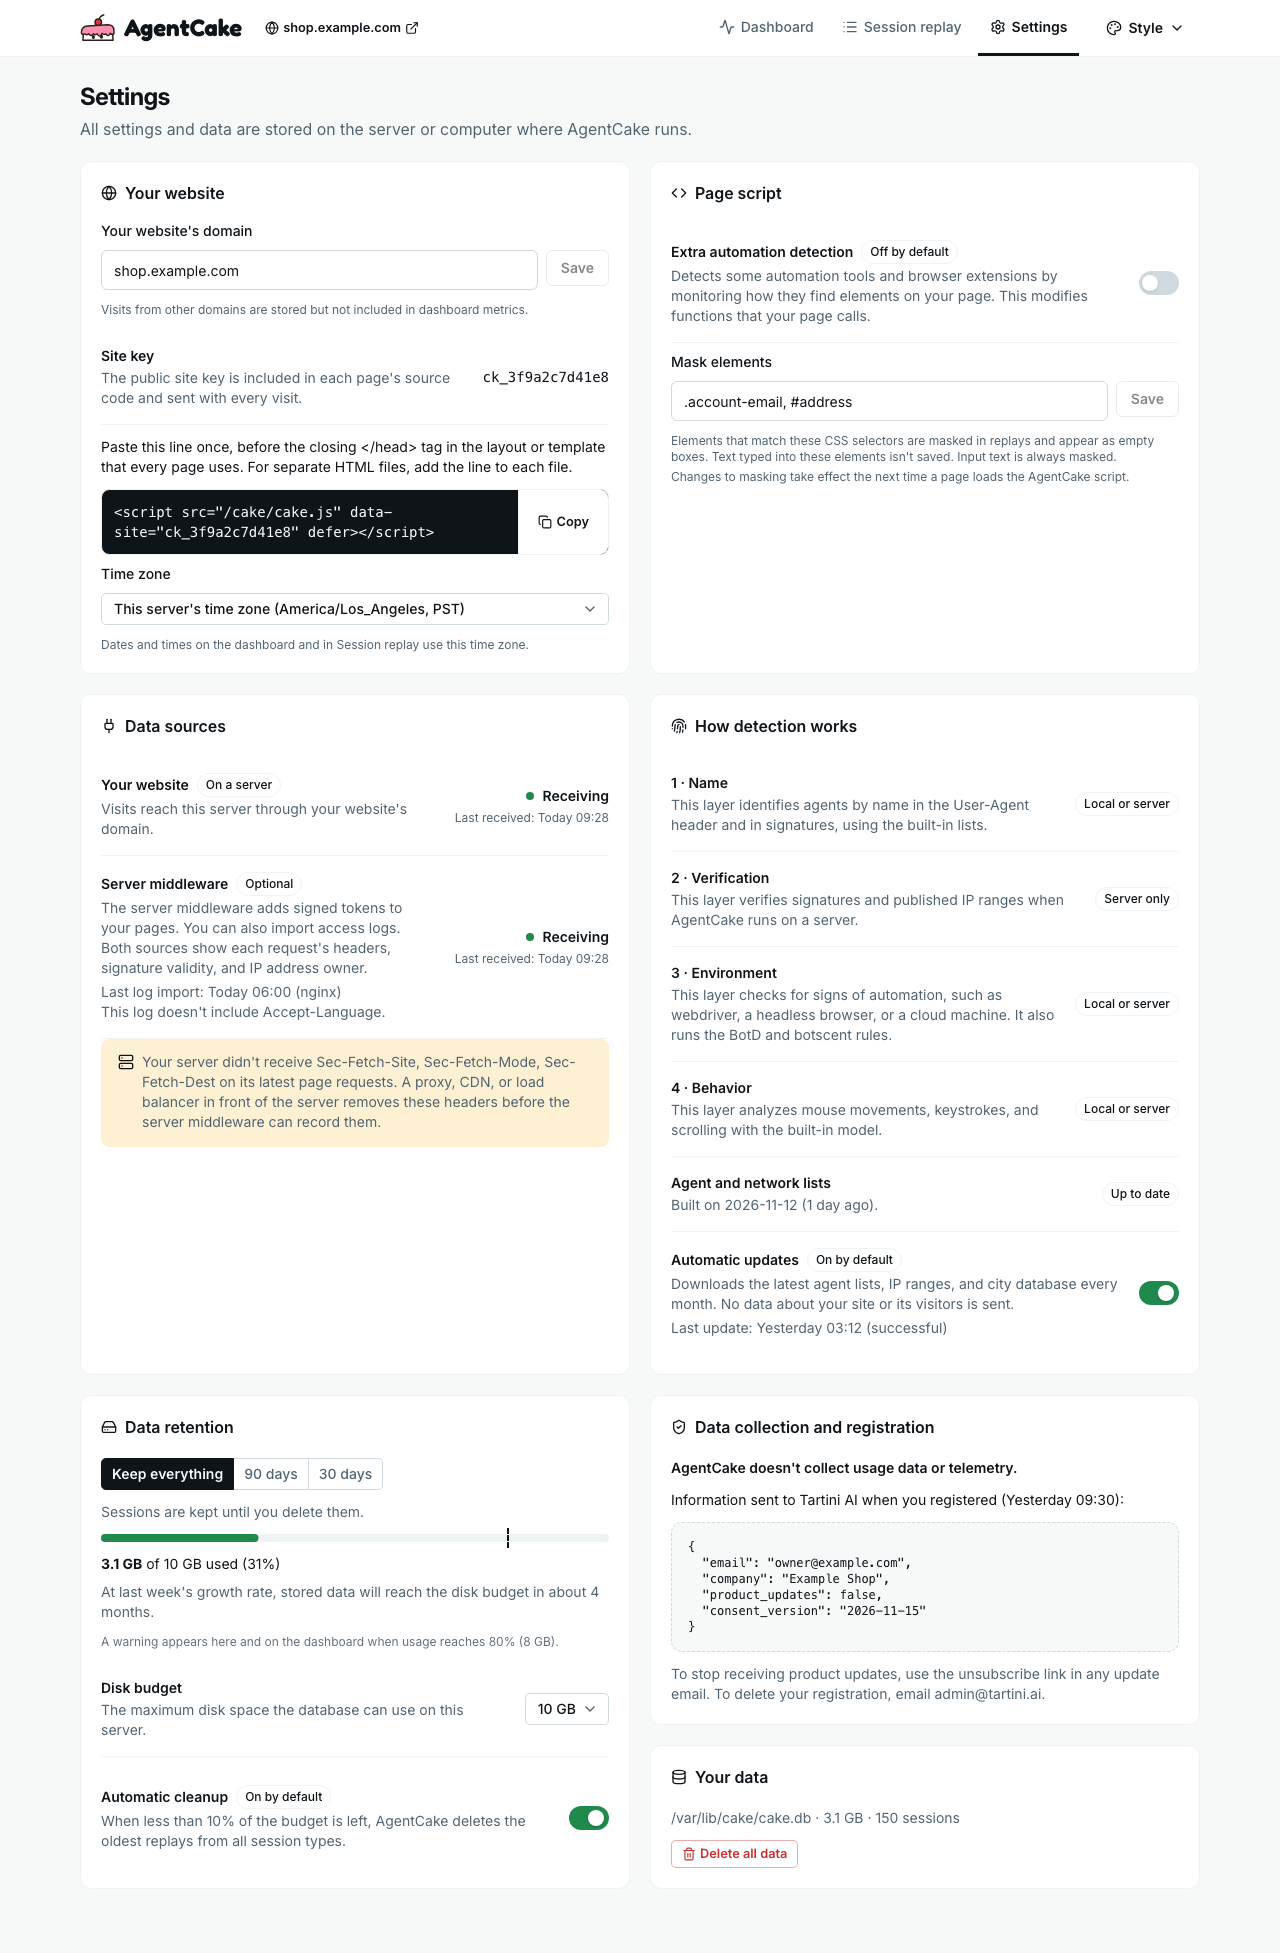 AgentCake
shop.example.com
Dashboard
Session replay
Settings
Style
Settings
All settings and data are stored on the server or computer where AgentCake runs.
Your website
Your website's domain
shop.example.com
Save
Visits from other domains are stored but not included in dashboard metrics.
Site key
The public site key is included in each page's source
code and sent with every visit.
ck_3f9a2c7d41e8
Paste this line once, before the closing </head> tag in the layout or template
that every page uses. For separate HTML files, add the line to each file.
<script src="/cake/cake.js" data-
site="ck_3f9a2c7d41e8" defer></script>
Copy
Time zone
This server's time zone (America/Los_Angeles, PST)
Dates and times on the dashboard and in Session replay use this time zone.
Page script
Extra automation detection
Off by default
Detects some automation tools and browser extensions by
monitoring how they find elements on your page. This modifies
functions that your page calls.
Mask elements
.account-email, #address
Save
Elements that match these CSS selectors are masked in replays and appear as empty
boxes. Text typed into these elements isn't saved. Input text is always masked.
Changes to masking take effect the next time a page loads the AgentCake script.
Data sources
Your website
On a server
Visits reach this server through your website's
domain.
Receiving
Last received: Today 09:28
Server middleware
Optional
The server middleware adds signed tokens to
your pages. You can also import access logs.
Both sources show each request's headers,
signature validity, and IP address owner.
Last log import: Today 06:00 (nginx)
This log doesn't include Accept-Language.
Receiving
Last received: Today 09:28
Your server didn't receive Sec-Fetch-Site, Sec-Fetch-Mode, Sec-
Fetch-Dest on its latest page requests. A proxy, CDN, or load
balancer in front of the server removes these headers before the
server middleware can record them.
How detection works
1 · Name
This layer identifies agents by name in the User-Agent
header and in signatures, using the built-in lists.
Local or server
2 · Verification
This layer verifies signatures and published IP ranges when
AgentCake runs on a server.
Server only
3 · Environment
This layer checks for signs of automation, such as
webdriver, a headless browser, or a cloud machine. It also
runs the BotD and botscent rules.
Local or server
4 · Behavior
This layer analyzes mouse movements, keystrokes, and
scrolling with the built-in model.
Local or server
Agent and network lists
Built on 2026-11-12 (1 day ago).
Up to date
Automatic updates
On by default
Downloads the latest agent lists, IP ranges, and city database every
month. No data about your site or its visitors is sent.
Last update: Yesterday 03:12 (successful)
Data retention
Keep everything
90 days
30 days
Sessions are kept until you delete them.
3.1 GB of 10 GB used (31%)
At last week's growth rate, stored data will reach the disk budget in about 4
months.
A warning appears here and on the dashboard when usage reaches 80% (8 GB).
Disk budget
The maximum disk space the database can use on this
server.
10 GB
Automatic cleanup
On by default
When less than 10% of the budget is left, AgentCake deletes the
oldest replays from all session types.
Data collection and registration
AgentCake doesn't collect usage data or telemetry.
Information sent to Tartini AI when you registered (Yesterday 09:30):
{
"email": "owner@example.com",
"company": "Example Shop",
"product_updates": false,
"consent_version": "2026-11-15"
}
To stop receiving product updates, use the unsubscribe link in any update
email. To delete your registration, email admin@tartini.ai.
Your data
/var/lib/cake/cake.db · 3.1 GB · 150 sessions
Delete all data